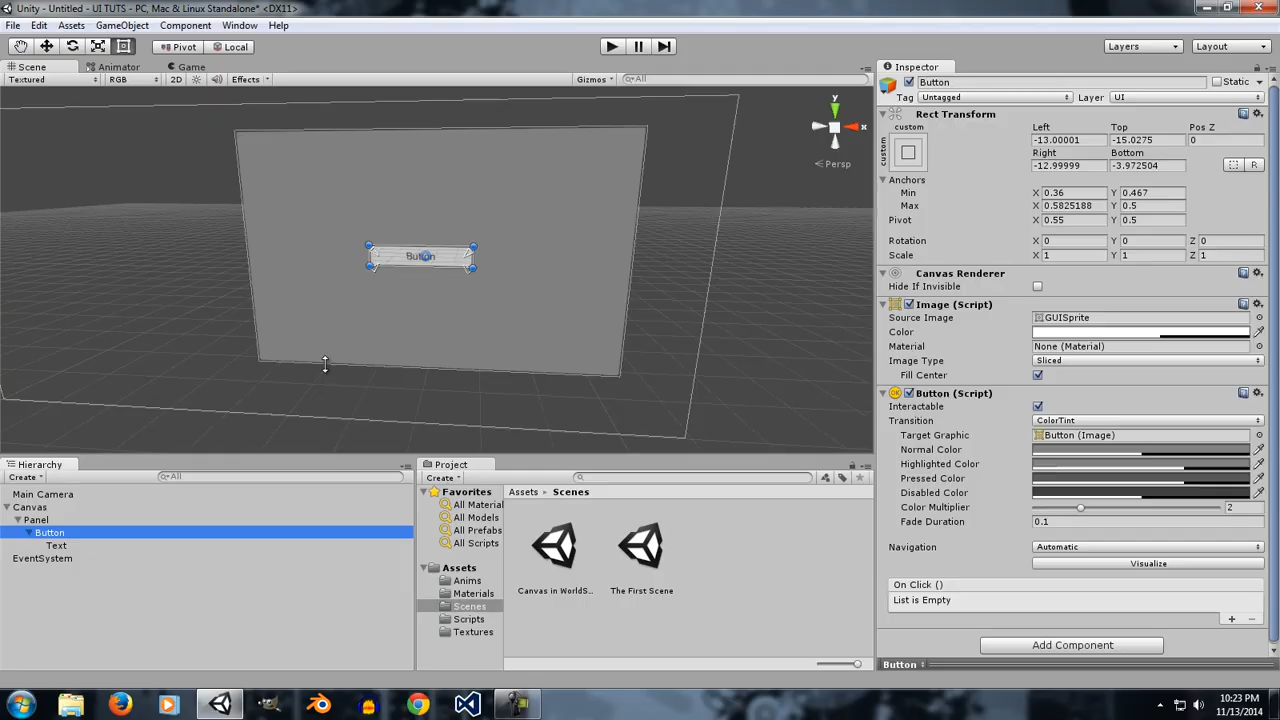 Unity - Untitled - UI TUTS - PC, Mac & Linux Standalone* <DX11>
File Edit Assets GameObject Component Window Help
Pivot Local Layers Layout
Scene Animator Game
Textured RGB 2D Effects Gizmos All
y
x
Persp
Button
Inspector
Button Static
Tag Untagged Layer UI
Rect Transform
custom Left Top Pos Z
custom
-13.00001 -15.0275 0
Right Bottom
-12.99999 -3.972504 R
Anchors
Min X 0.36 Y 0.467
Max X 0.5825188 Y 0.5
Pivot X 0.55 Y 0.5
Rotation X 0 Y 0 Z 0
Scale X 1 Y 1 Z 1
Canvas Renderer
Hide If Invisible
Image (Script)
Source Image GUISprite
Color
Material None (Material)
Image Type Sliced
Fill Center
Button (Script)
Interactable
Transition ColorTint
Target Graphic Button (Image)
Normal Color
Highlighted Color
Pressed Color
Disabled Color
Color Multiplier 2
Fade Duration 0.1
Navigation Automatic
Visualize
On Click ()
List is Empty
Add Component
Button
Hierarchy
Create All
Main Camera
Canvas
Panel
Button
Text
EventSystem
Project
Create
Favorites
All Material
All Models
All Prefabs
All Scripts
Assets
Anims
Materials
Scenes
Scripts
Textures
Assets Scenes
Canvas in WorldS... The First Scene
10:23 PM
11/13/2014